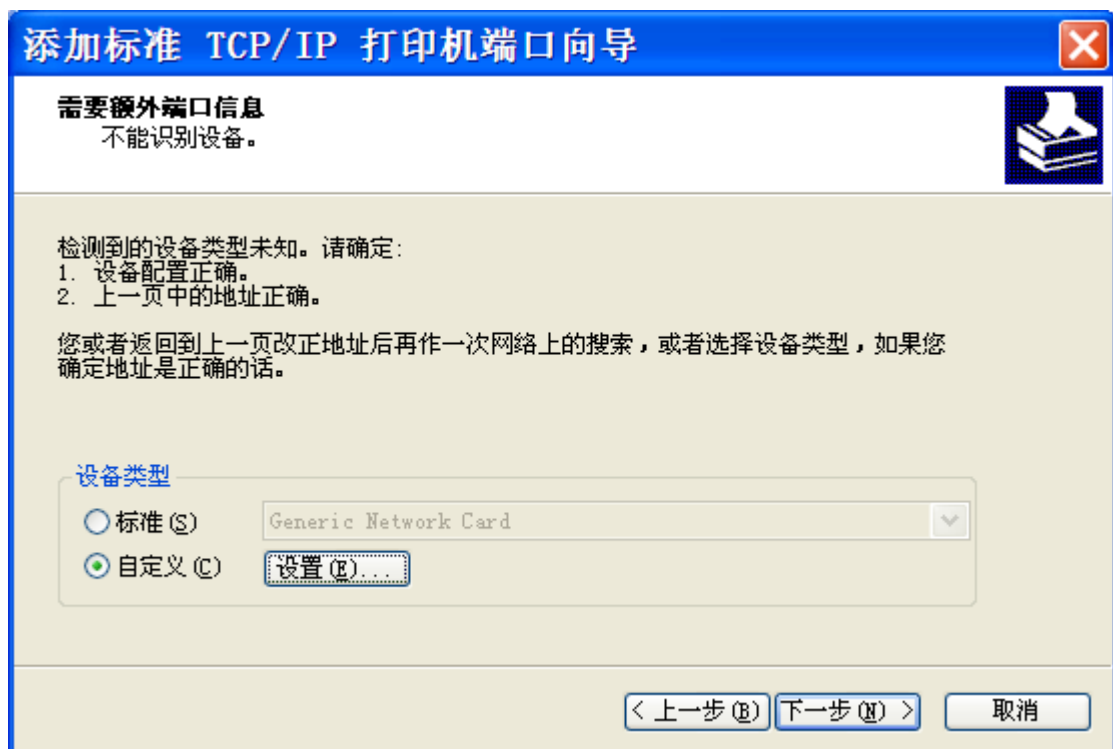 添加标准 TCP/IP 打印机端口向导
需要额外端口信息
不能识别设备。
检测到的设备类型未知。请确定:
1. 设备配置正确。
2. 上一页中的地址正确。
您或者返回到上一页改正地址后再作一次网络上的搜索，或者选择设备类型，如果您
确定地址是正确的话。
设备类型
标准(S) Generic Network Card
自定义(C) 设置(E)...
< 上一步(B) 下一步(N) > 取消